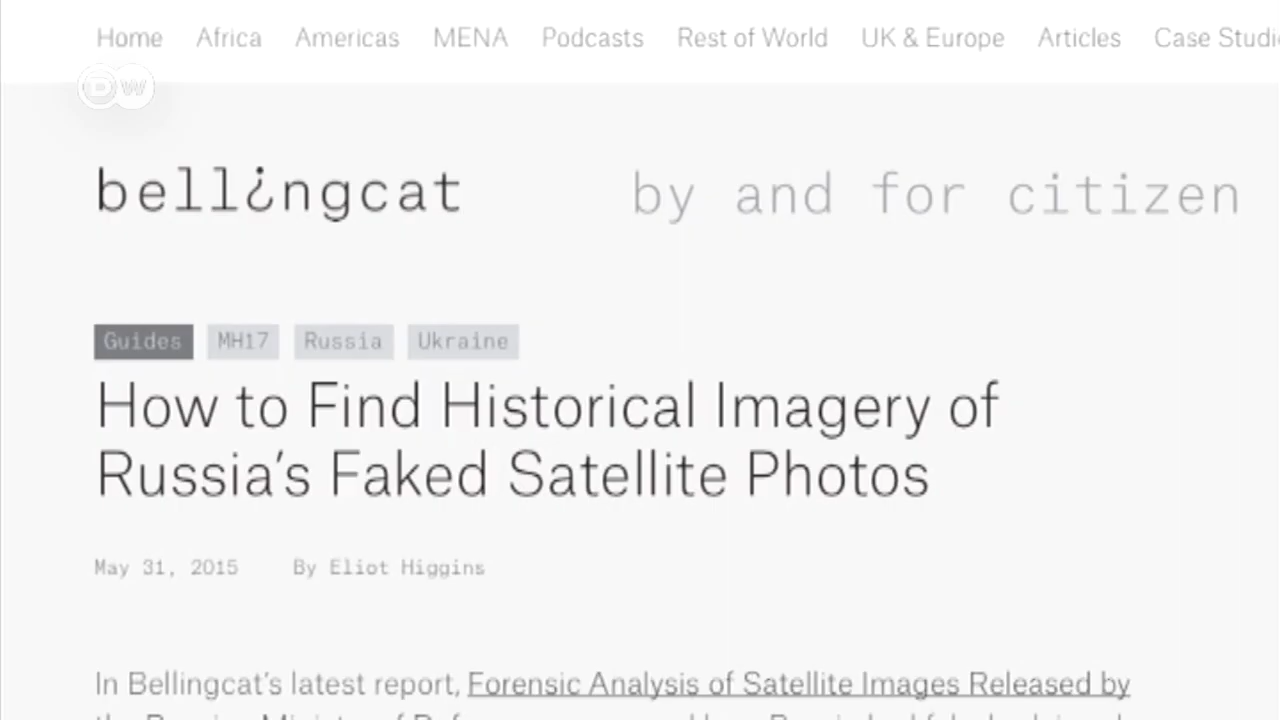 Home Africa Americas MENA Podcasts Rest of World UK & Europe Articles Case
DW
bell¿ngcat by and for citizen
Guides MH17 Russia Ukraine
How to Find Historical Imagery of
Russia's Faked Satellite Photos
May 31, 2015 By Eliot Higgins
In Bellingcat's latest report, Forensic Analysis of Satellite Images Released by